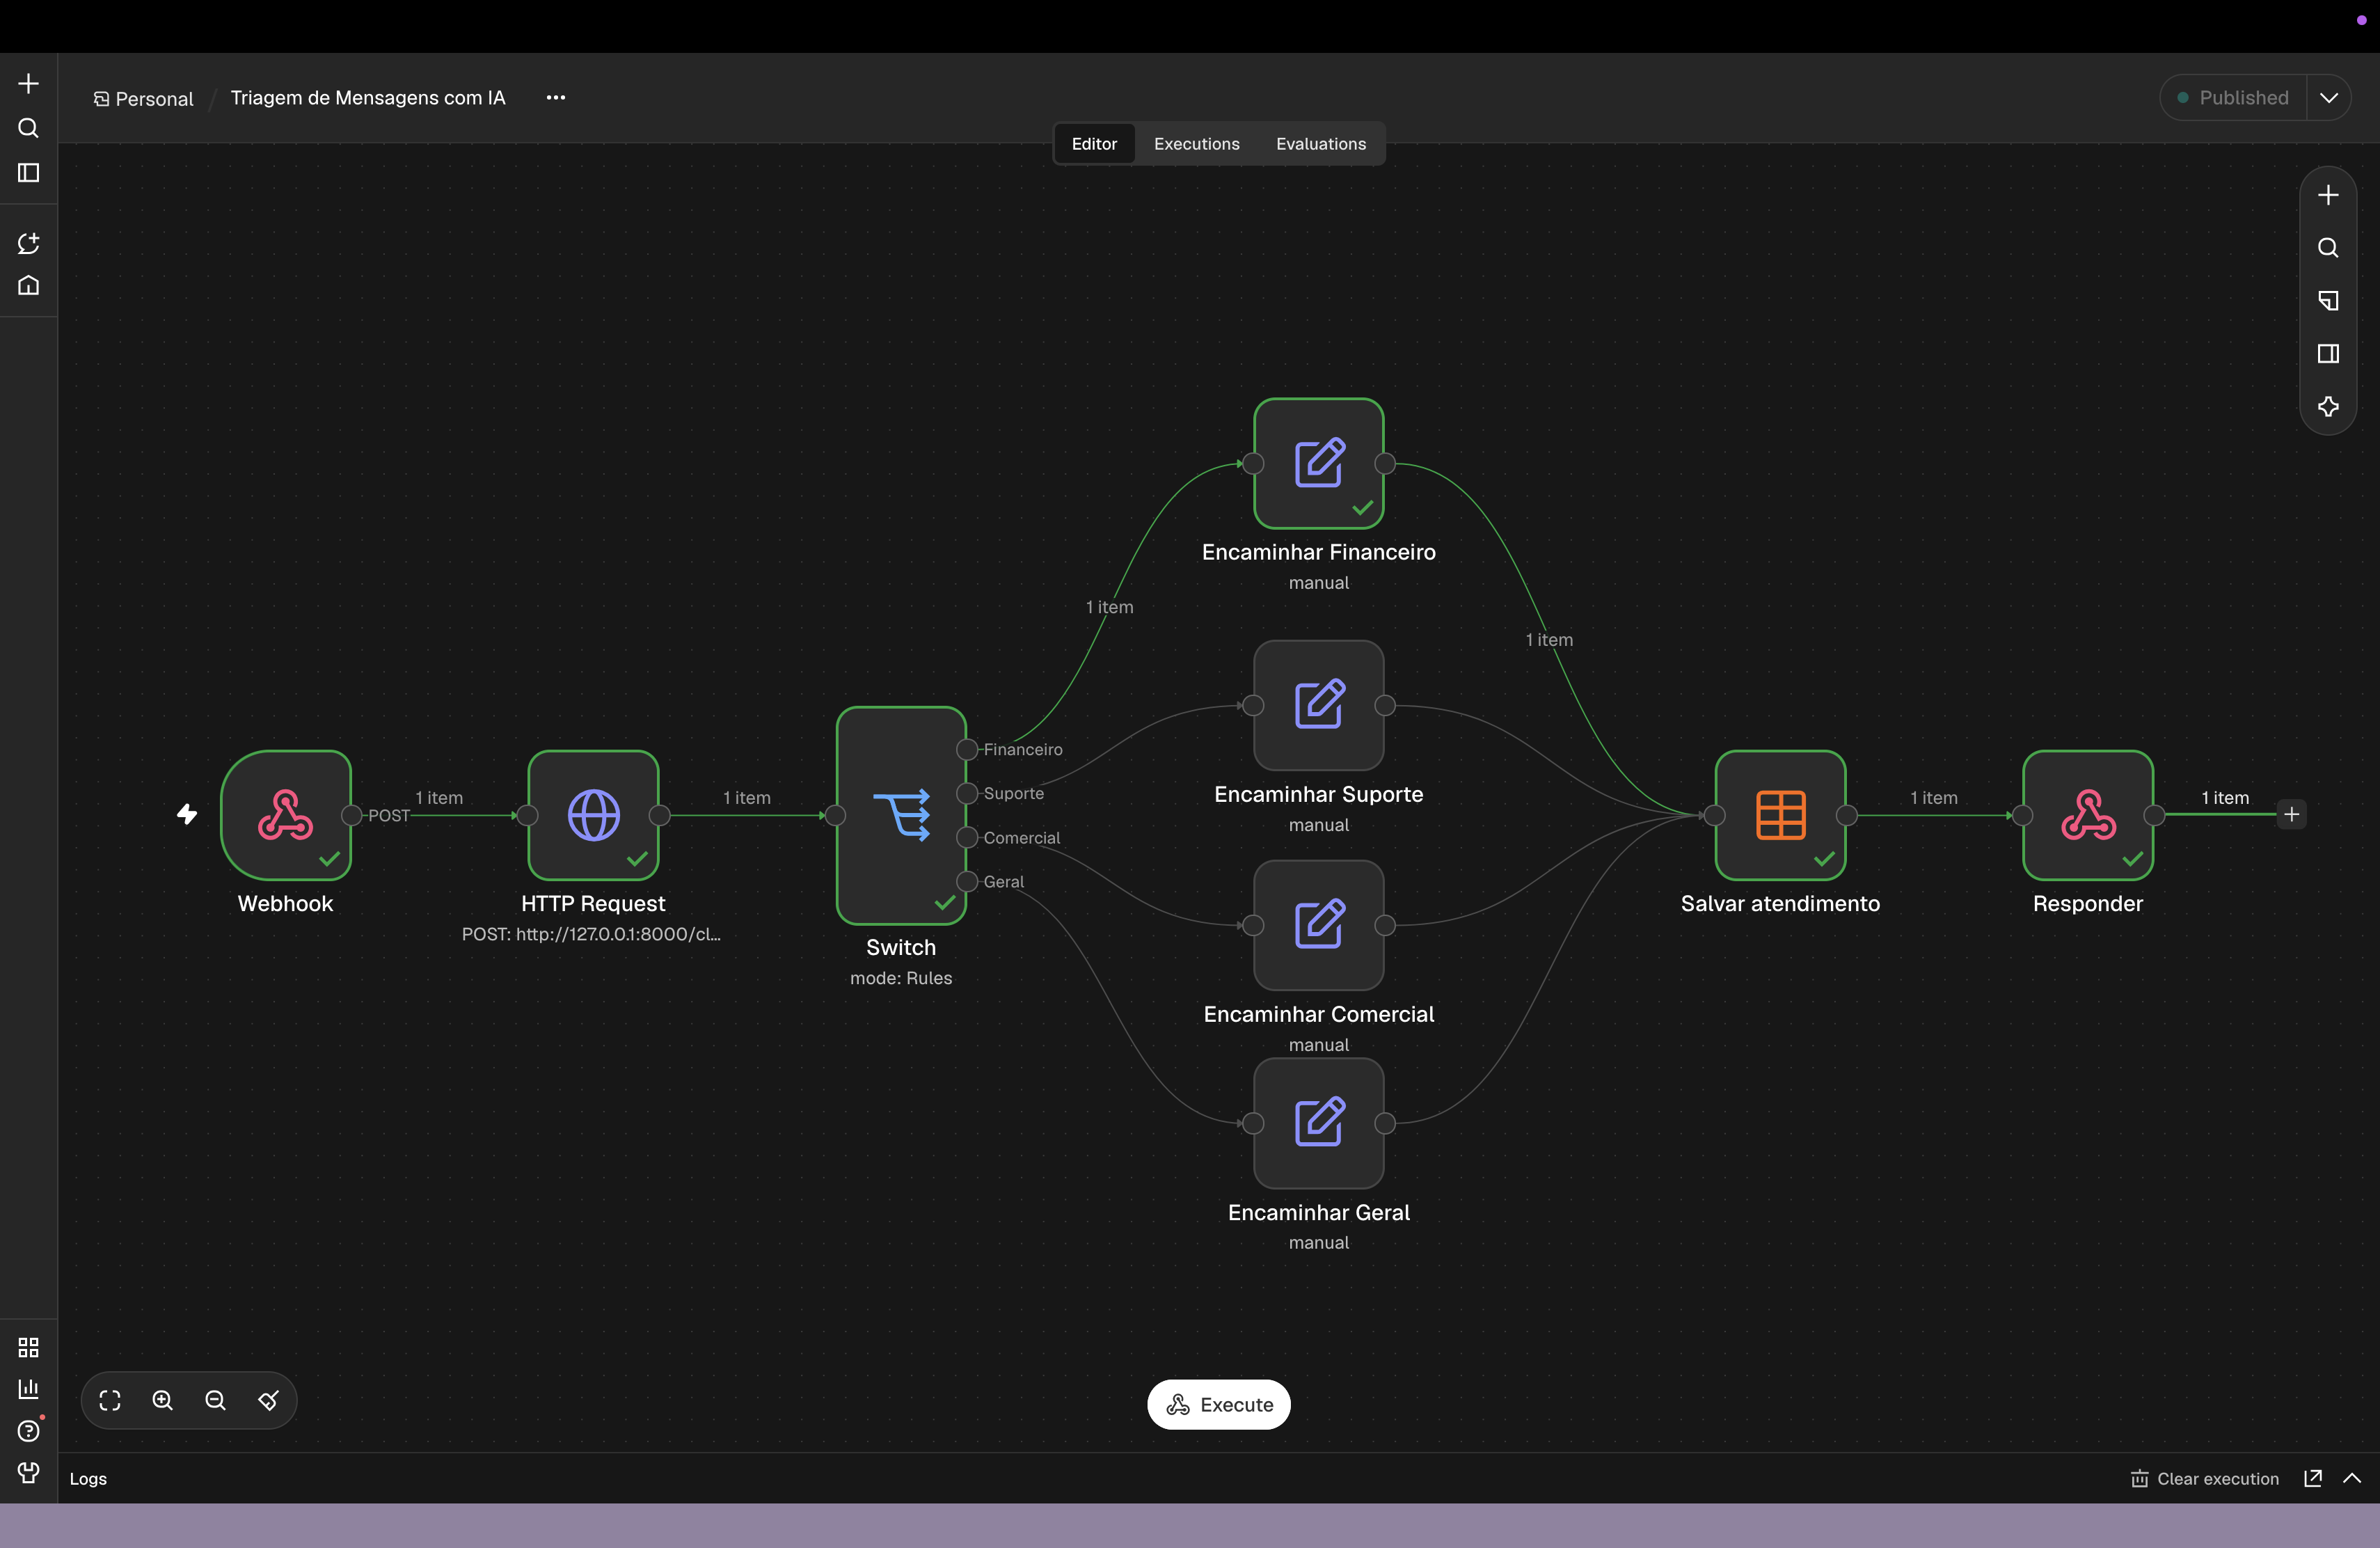 Personal / Triagem de Mensagens com IA
Published
Editor Executions Evaluations
Encaminhar Financeiro
manual
1 item
1 item
Encaminhar Suporte
manual
Financeiro
Suporte
Comercial
Geral
POST
1 item
1 item
1 item
1 item
Webhook
HTTP Request
POST: http://127.0.0.1:8000/cl...
Switch
mode: Rules
Salvar atendimento
Responder
Encaminhar Comercial
manual
Encaminhar Geral
manual
Execute
Logs
Clear execution